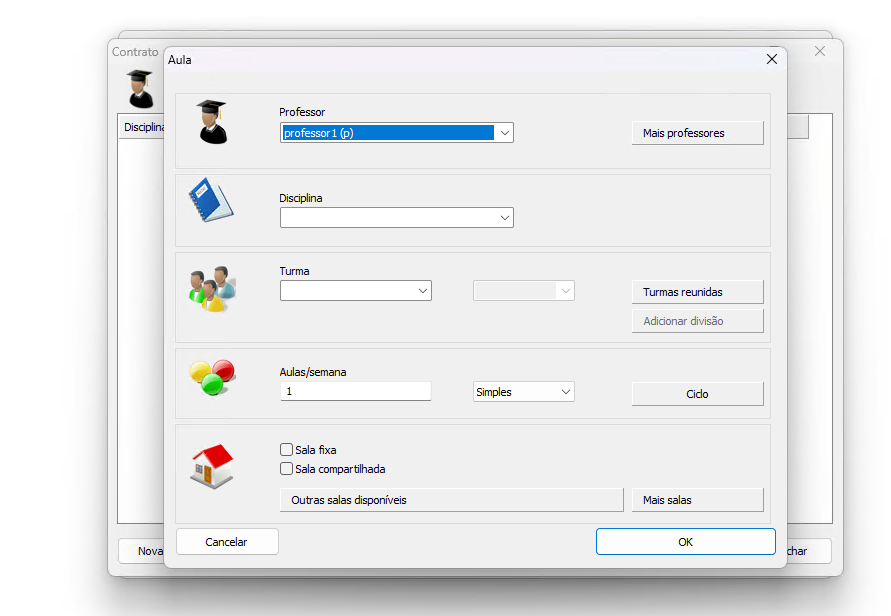 Contrato
Aula
Disciplina
Professor
professor1 (p)
Mais professores
Disciplina
Turma
Turmas reunidas
Adicionar divisão
Aulas/semana
1
Simples
Ciclo
Sala fixa
Sala compartilhada
Outras salas disponíveis
Mais salas
Nova
Cancelar
OK
char